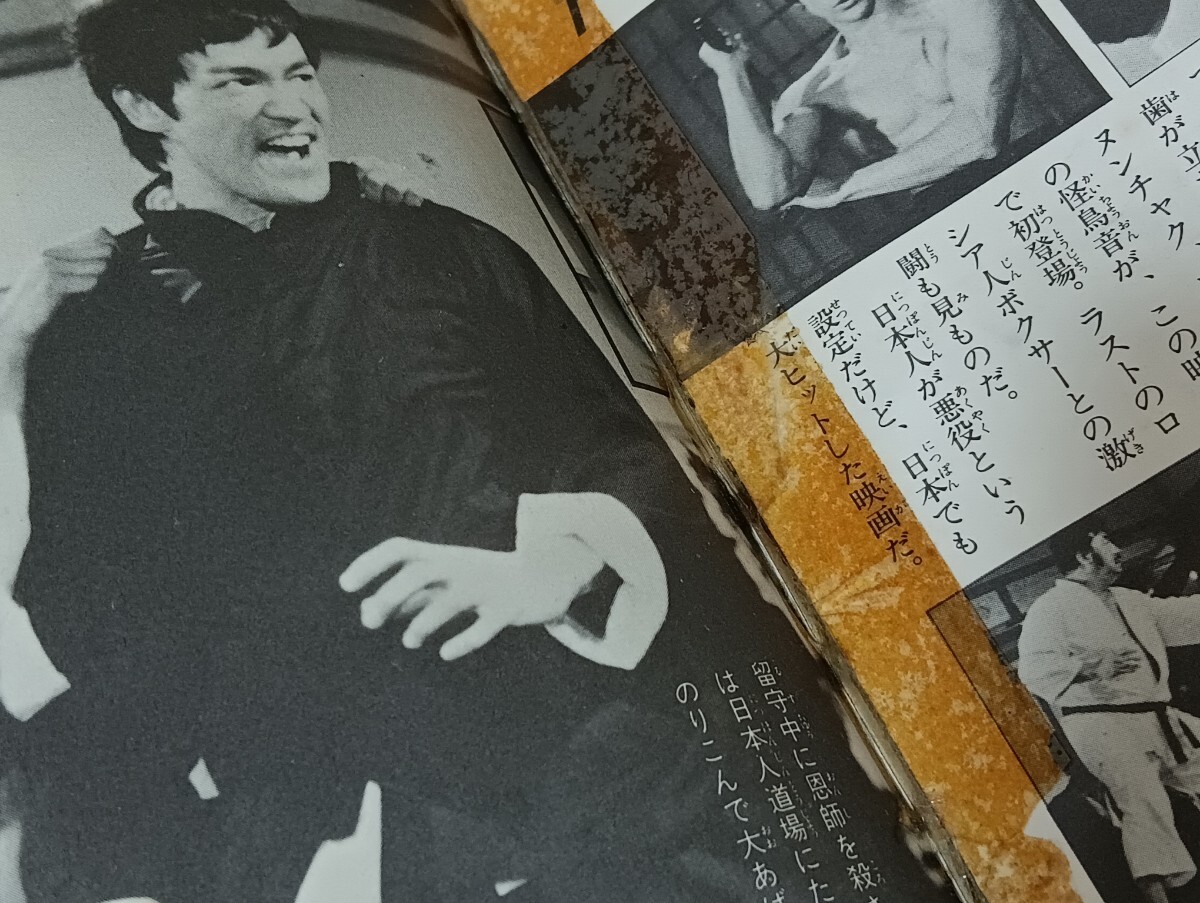 歯が立
ヌンチャク この映
の怪鳥音が、
で初登場。 ラストのロ
シア人ボクサーとの激
闘も見ものだ。
日本人が悪役という
設定だけど、日本でも
大ヒットした映画だ。
留守中に恩師を殺
は日本人道場にた
のりこんで大あば